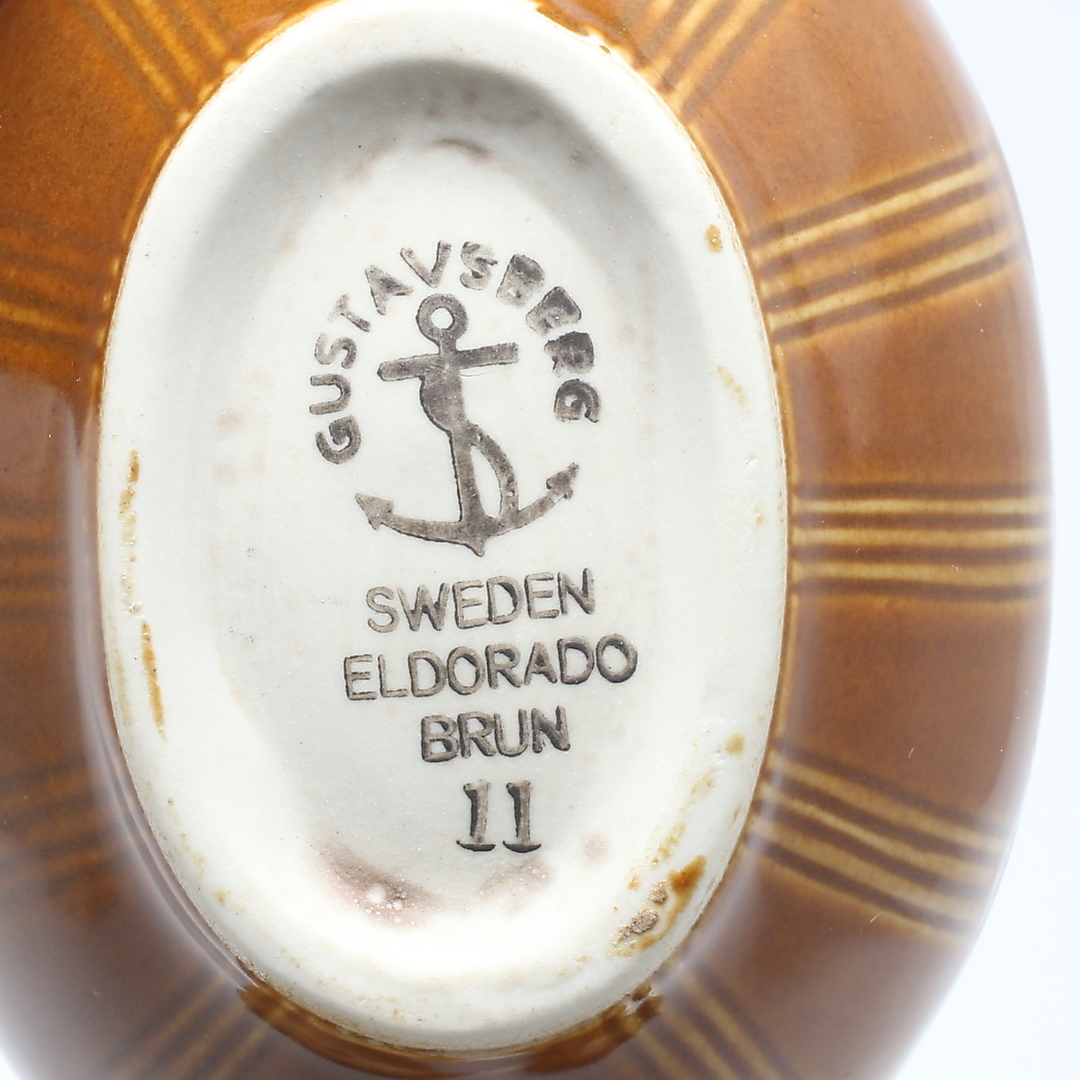 GUSTAVSBERG
SWEDEN
ELDORADO
BRUN
11